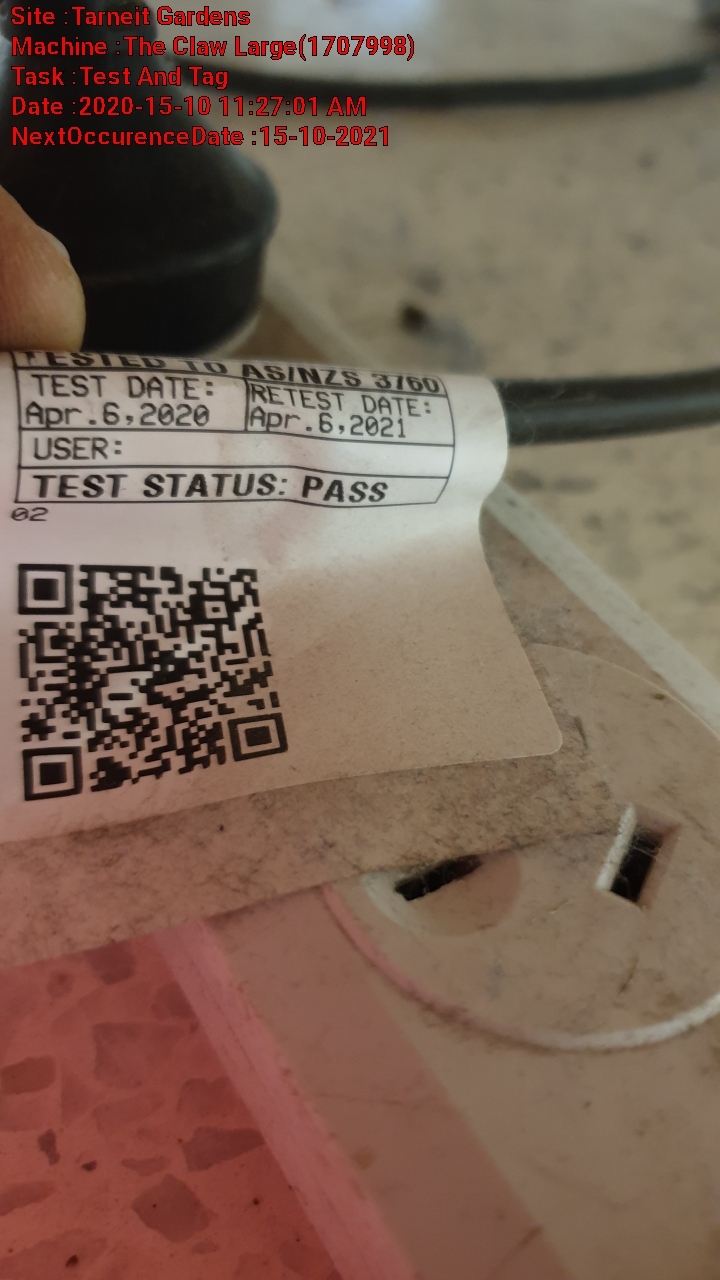 Site :Tarneit Gardens
Machine :The Claw Large(1707998)
Task :Test And Tag
Date :2020-15-10 11:27:01 AM
NextOccurenceDate :15-10-2021
TESTED TO AS/NZS 3760
TEST DATE: RETEST DATE:
Apr.6,2020 Apr.6,2021
USER:
TEST STATUS: PASS
02